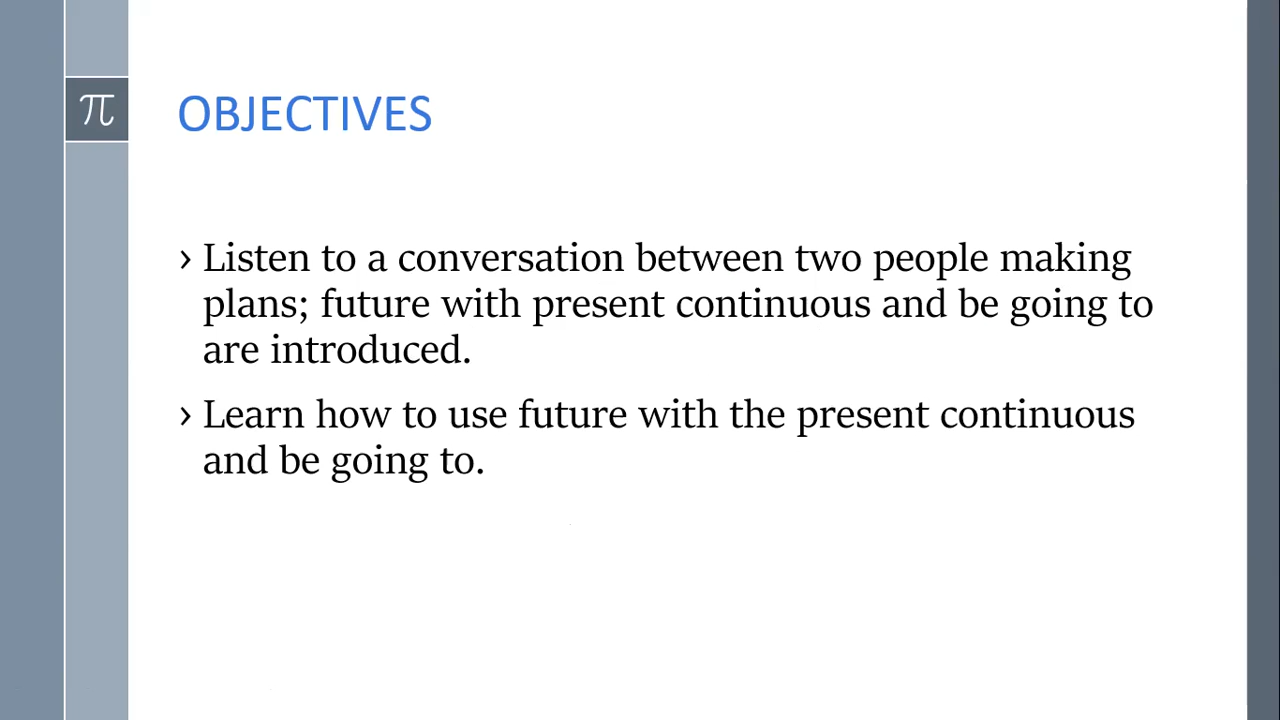 π
OBJECTIVES
› Listen to a conversation between two people making
plans; future with present continuous and be going to
are introduced.
› Learn how to use future with the present continuous
and be going to.